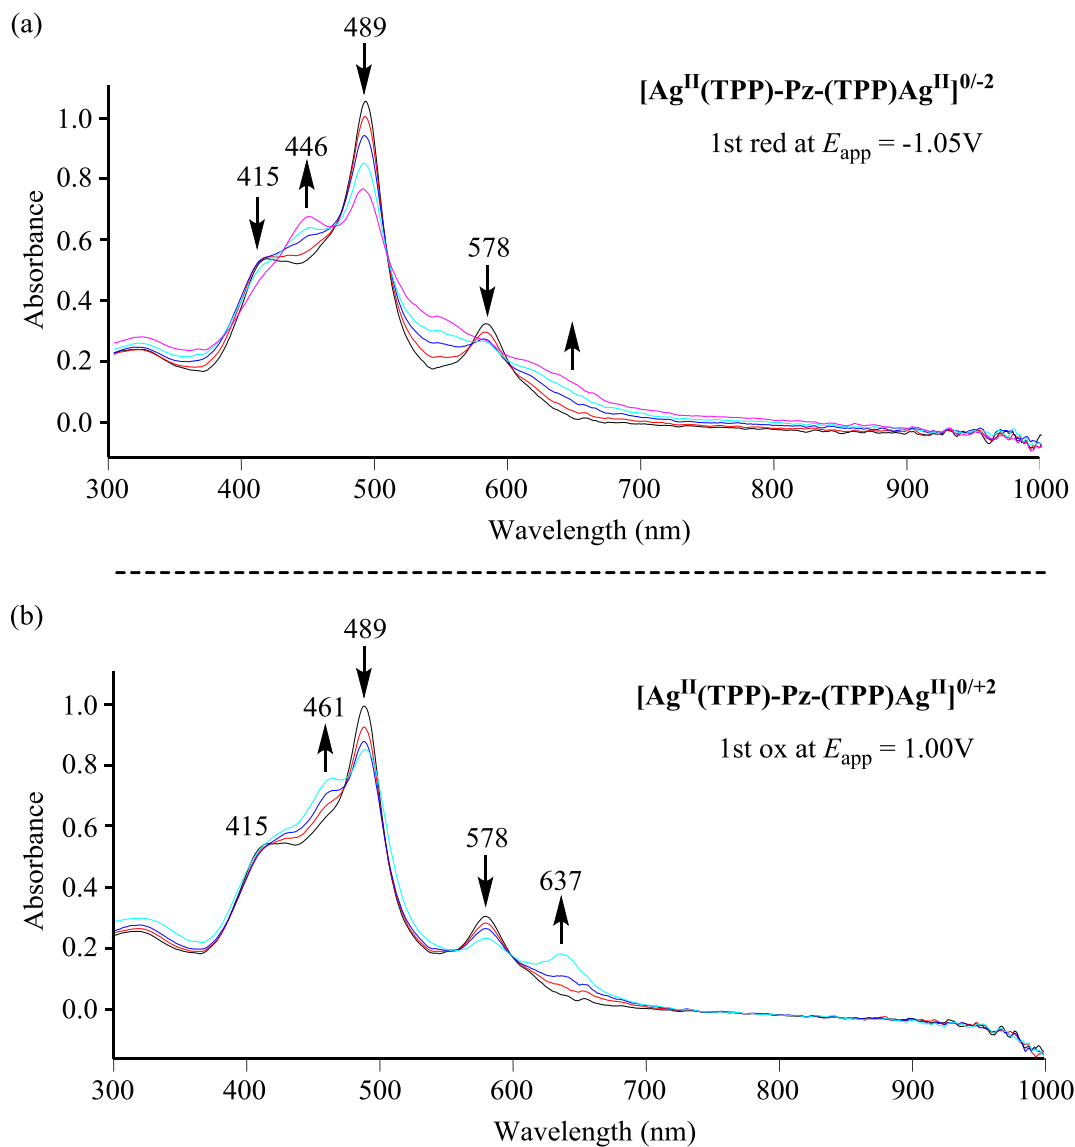 (a)
489
[Ag^II(TPP)-Pz-(TPP)Ag^II]^0/-2
1st red at E_app = -1.05V
446
415
578
1.0
0.8
0.6
0.4
0.2
0.0
Absorbance
300 400 500 600 700 800 900 1000
Wavelength (nm)
(b)
489
[Ag^II(TPP)-Pz-(TPP)Ag^II]^0/+2
1st ox at E_app = 1.00V
461
415
578
637
1.0
0.8
0.6
0.4
0.2
0.0
Absorbance
300 400 500 600 700 800 900 1000
Wavelength (nm)